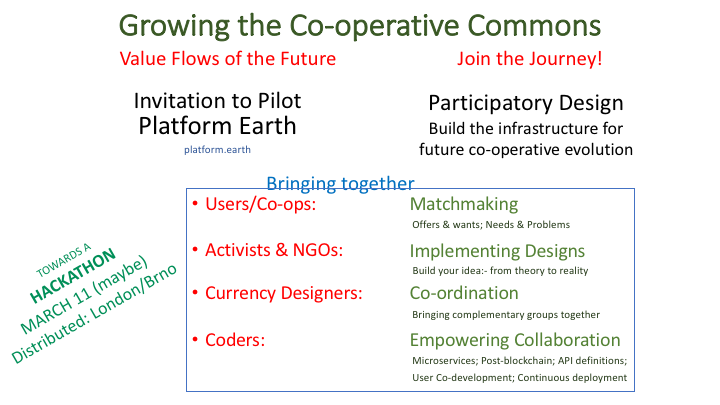 Growing the Co-operative Commons
Value Flows of the Future
Join the Journey!
Invitation to Pilot
Platform Earth
platform.earth
Participatory Design
Build the infrastructure for
future co-operative evolution
Bringing together
• Users/Co-ops:
Matchmaking
Offers & wants; Needs & Problems
• Activists & NGOs:
Implementing Designs
Build your idea:- from theory to reality
• Currency Designers:
Co-ordination
Bringing complementary groups together
• Coders:
Empowering Collaboration
Microservices; Post-blockchain; API definitions;
User Co-development; Continuous deployment
TOWARDS A
HACKATHON
MARCH 11 (maybe)
Distributed: London/Brno